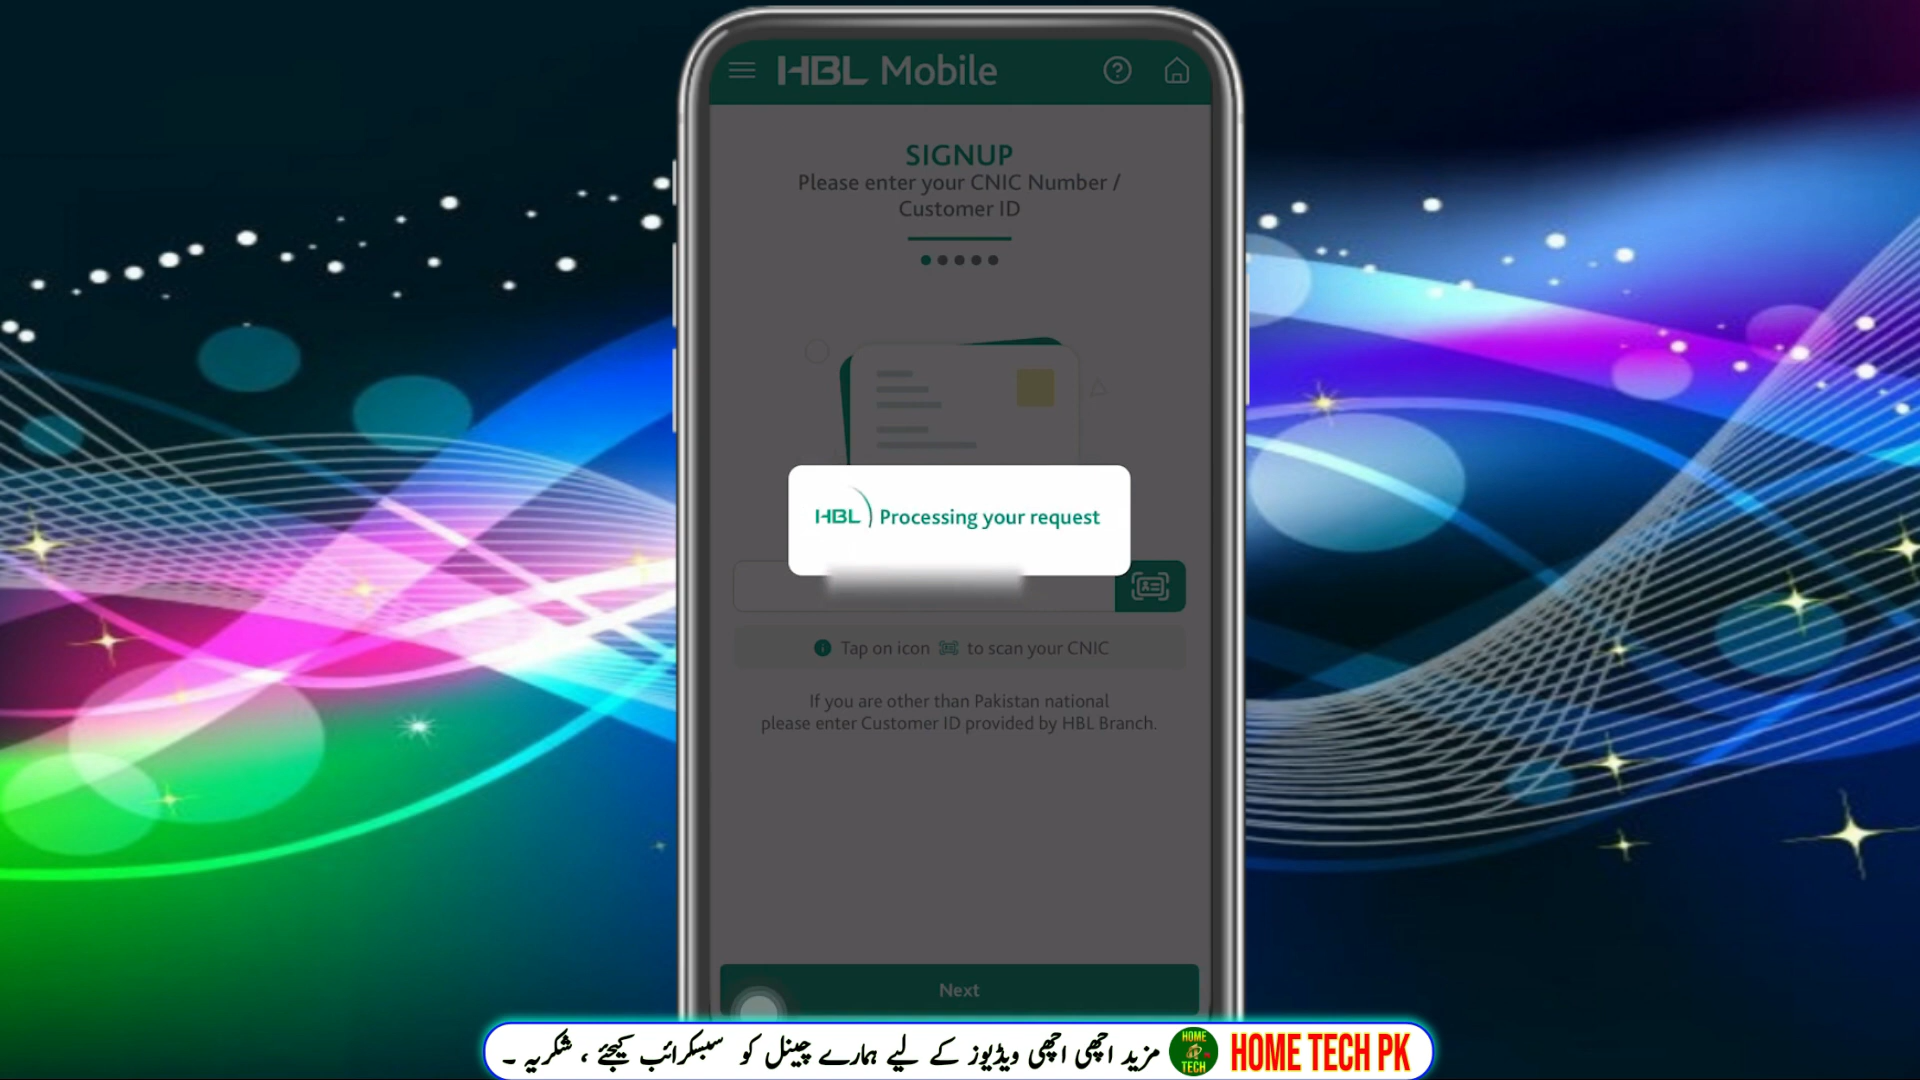 HBL Mobile
SIGNUP
Please enter your CNIC Number /
Customer ID
HBL Processing your request
Tap on icon to scan your CNIC
If you are other than Pakistan national
please enter Customer ID provided by HBL Branch.
Next
مزید اچھی اچھی ویڈیوز کے لیے ہمارے چینل کو سبسکرائب کیجئے ، شکریہ ۔
HOME TECH
HOME TECH PK